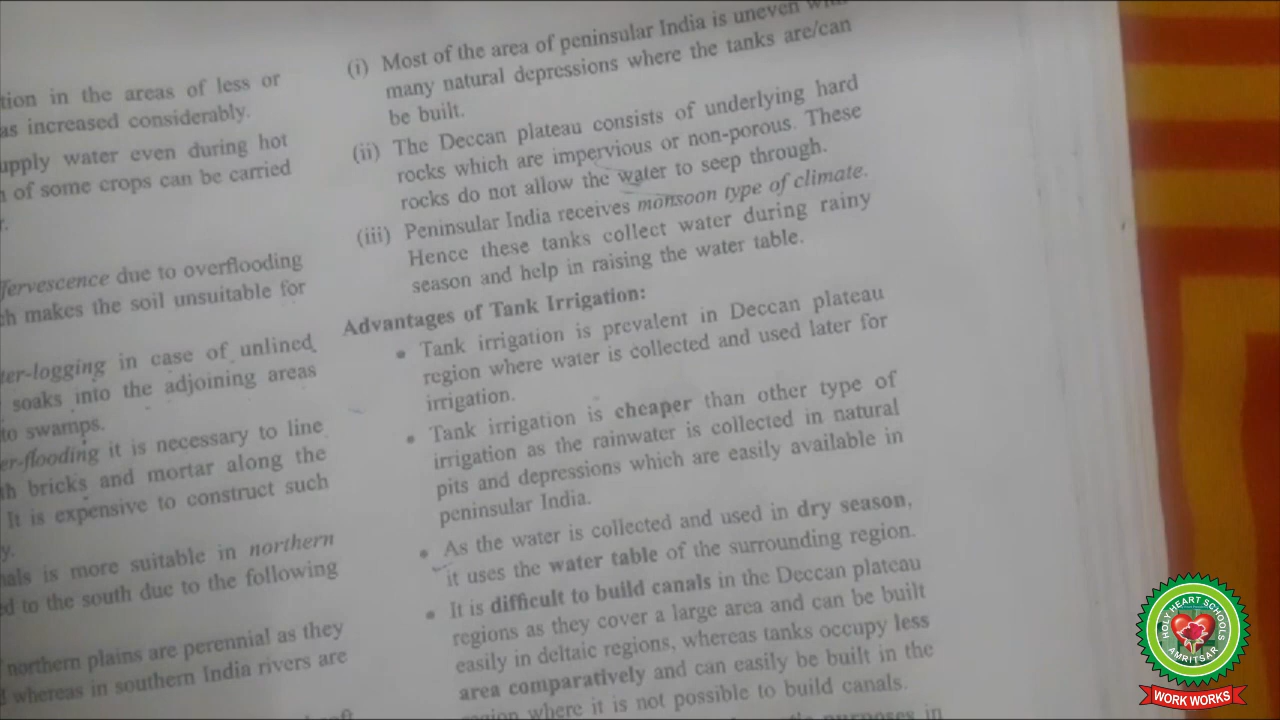 tion in the areas of less or
as increased considerably.
upply water even during hot
of some crops can be carried
r.
fervescence due to overflooding
ch makes the soil unsuitable for
ter-logging in case of unlined
soaks into the adjoining areas
to swamps.
er-flooding it is necessary to line
th bricks and mortar along the
It is expensive to construct such
y.
nals is more suitable in northern
ed to the south due to the following
northern plains are perennial as they
d whereas in southern India rivers are
(i) Most of the area of peninsular India is uneven with
many natural depressions where the tanks are/can
be built.
(ii) The Deccan plateau consists of underlying hard
rocks which are impervious or non-porous. These
rocks do not allow the water to seep through.
(iii) Peninsular India receives monsoon type of climate.
Hence these tanks collect water during rainy
season and help in raising the water table.
Advantages of Tank Irrigation:
• Tank irrigation is prevalent in Deccan plateau
region where water is collected and used later for
irrigation.
• Tank irrigation is cheaper than other type of
irrigation as the rainwater is collected in natural
pits and depressions which are easily available in
peninsular India.
• As the water is collected and used in dry season,
it uses the water table of the surrounding region.
• It is difficult to build canals in the Deccan plateau
regions as they cover a large area and can be built
easily in deltaic regions, whereas tanks occupy less
area comparatively and can easily be built in the
region where it is not possible to build canals.
purposes in
HOLY HEART SCHOOLS
AMRITSAR
WORK WORKS